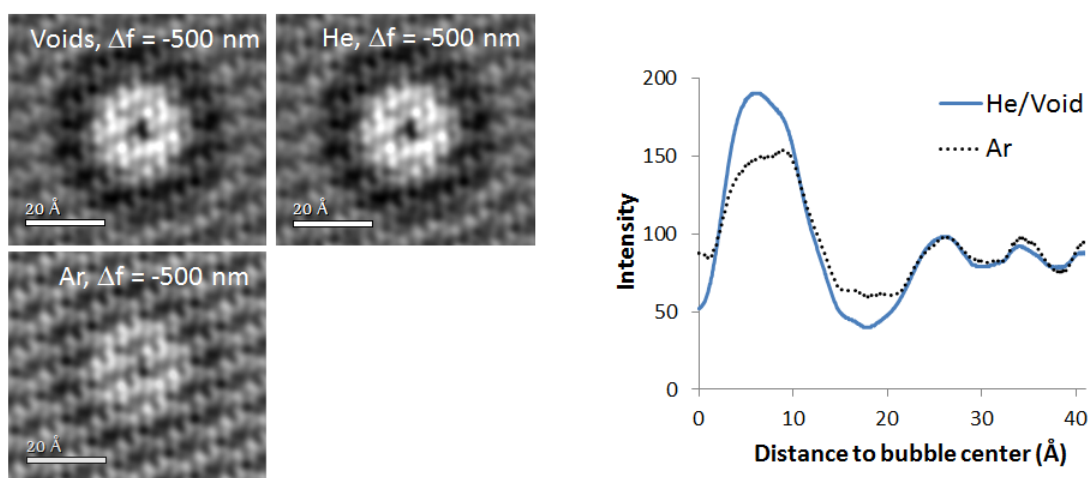 Voids, Δf = -500 nm
20 Å
He, Δf = -500 nm
20 Å
Ar, Δf = -500 nm
20 Å
Intensity
200
150
100
50
0
He/Void
Ar
0 10 20 30 40
Distance to bubble center (Å)